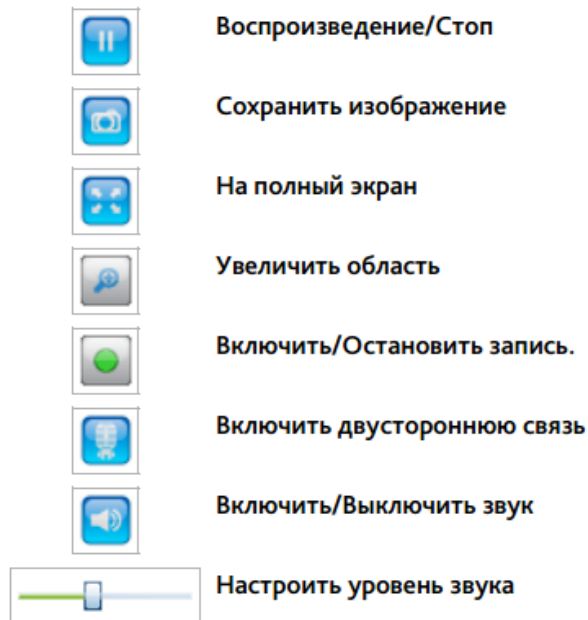 Воспроизведение/Стоп
Сохранить изображение
На полный экран
Увеличить область
Включить/Остановить запись.
Включить двустороннюю связь
Включить/Выключить звук
Настроить уровень звука